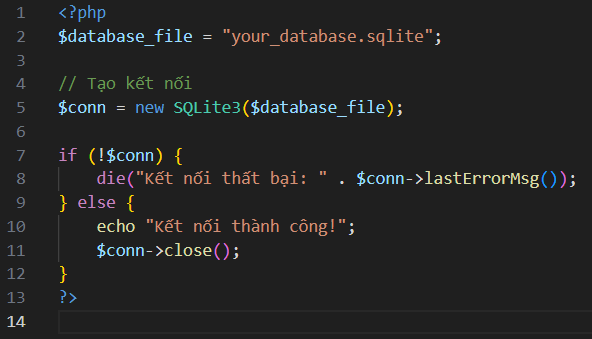 1 <?php
2 $database_file = "your_database.sqlite";
3
4 // Tạo kết nối
5 $conn = new SQLite3($database_file);
6
7 if (!$conn) {
8     die("Kết nối thất bại: " . $conn->lastErrorMsg());
9 } else {
10     echo "Kết nối thành công!";
11     $conn->close();
12 }
13 ?>
14